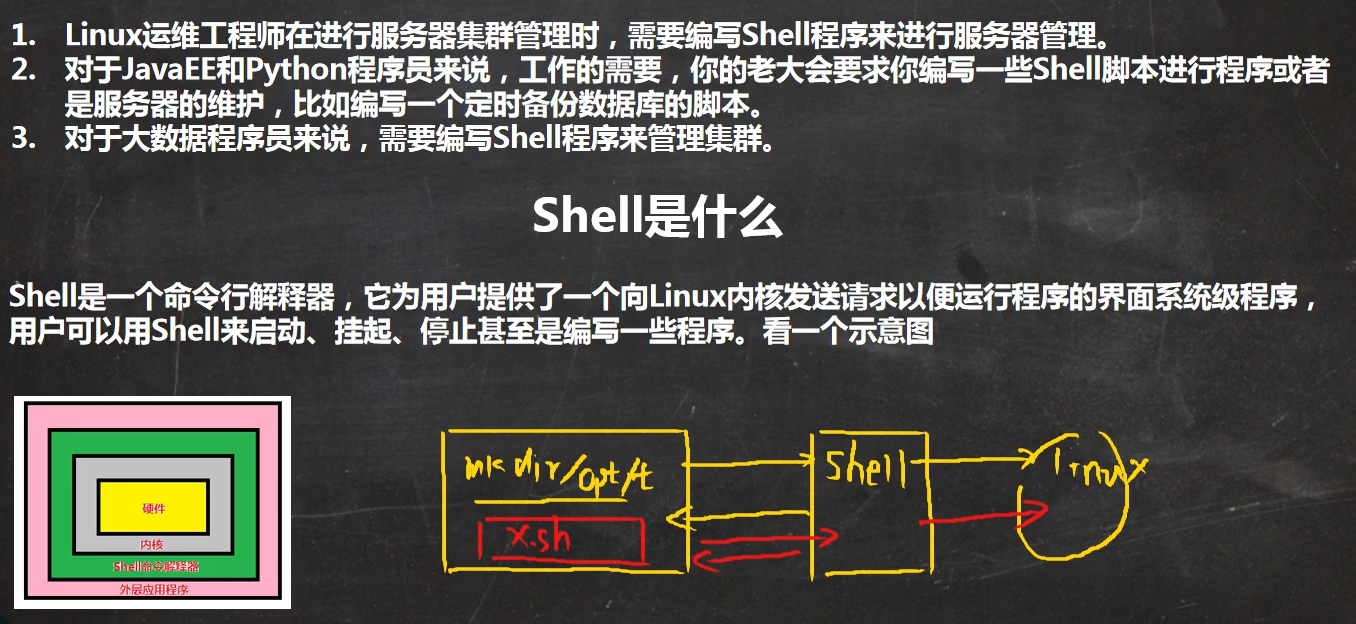 1. Linux运维工程师在进行服务器集群管理时，需要编写Shell程序来进行服务器管理。
2. 对于JavaEE和Python程序员来说，工作的需要，你的老大会要求你编写一些Shell脚本进行程序或者
是服务器的维护，比如编写一个定时备份数据库的脚本。
3. 对于大数据程序员来说，需要编写Shell程序来管理集群。
Shell是什么
Shell是一个命令行解释器，它为用户提供了一个向Linux内核发送请求以便运行程序的界面系统级程序，
用户可以用Shell来启动、挂起、停止甚至是编写一些程序。看一个示意图
硬件
内核
Shell命令解释器
外层应用程序
mkdir/opt/t
x.sh
shell
linux